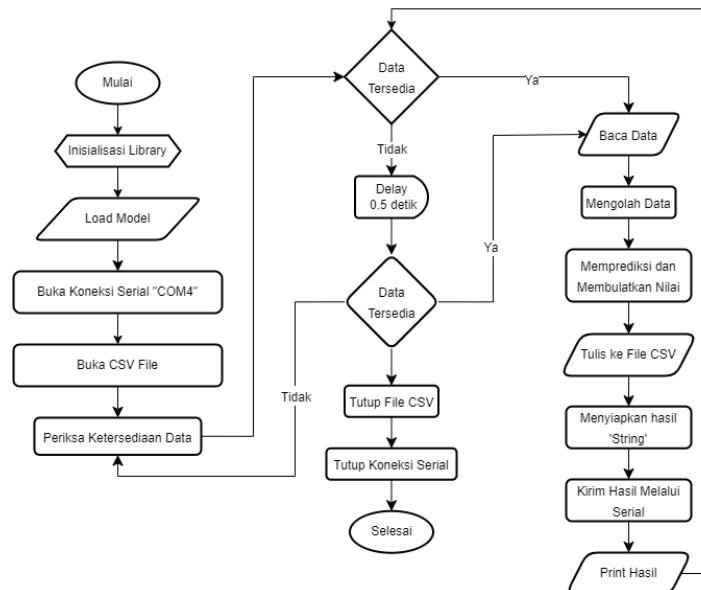 Mulai
Inisialisasi Library
Load Model
Buka Koneksi Serial "COM4"
Buka CSV File
Periksa Ketersediaan Data
Data
Tersedia
Ya
Tidak
Delay
0.5 detik
Data
Tersedia
Ya
Tidak
Tutup File CSV
Tutup Koneksi Serial
Selesai
Baca Data
Mengolah Data
Memprediksi dan
Membulatkan Nilai
Tulis ke File CSV
Menyiapkan hasil
'String'
Kirim Hasil Melalui
Serial
Print Hasil